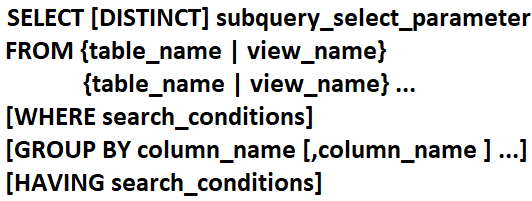 SELECT [DISTINCT] subquery_select_parameter
FROM {table_name | view_name}
{table_name | view_name} ...
[WHERE search_conditions]
[GROUP BY column_name [,column_name ] ...]
[HAVING search_conditions]